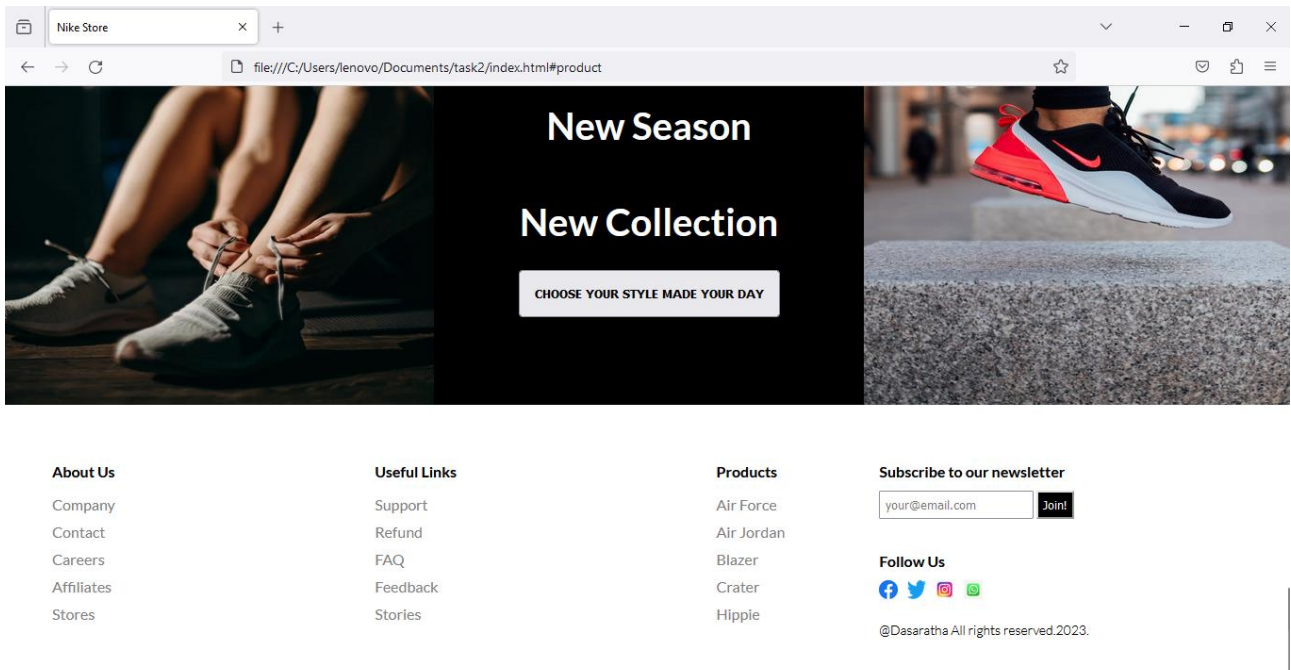 Nike Store
file:///C:/Users/lenovo/Documents/task2/index.html#product
New Season
New Collection
CHOOSE YOUR STYLE MADE YOUR DAY
About Us
Company
Contact
Careers
Affiliates
Stores
Useful Links
Support
Refund
FAQ
Feedback
Stories
Products
Air Force
Air Jordan
Blazer
Crater
Hippie
Subscribe to our newsletter
your@email.com Join!
Follow Us
@Dasaratha All rights reserved.2023.